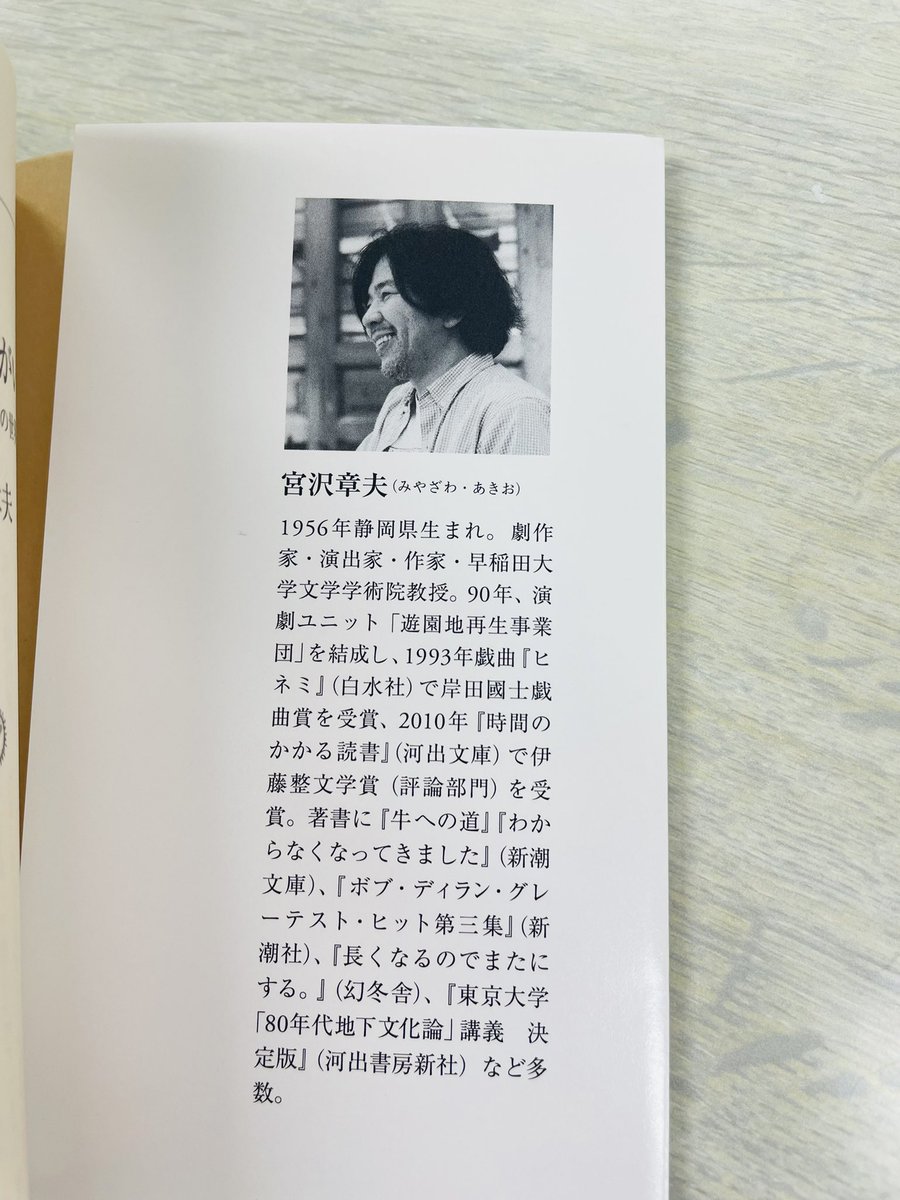 宮沢章夫(みやざわ・あきお)
1956年静岡県生まれ。劇作
家・演出家・作家・早稲田大
学文学学術院教授。90年、演
劇ユニット「遊園地再生事業
団」を結成し、1993年戯曲『ヒ
ネミ』(白水社)で岸田國士戯
曲賞を受賞、2010年『時間の
かかる読書』(河出文庫)で伊
藤整文学賞(評論部門)を受
賞。著書に『牛への道』『わか
らなくなってきました』(新潮
文庫)、『ボブ・ディラン・グレ
ーテスト・ヒット第三集』(新
潮社)、『長くなるのでまたに
する。』(幻冬舎)、『東京大学
「80年代地下文化論」講義　決
定版』(河出書房新社)など多
数。
が
の世
夫